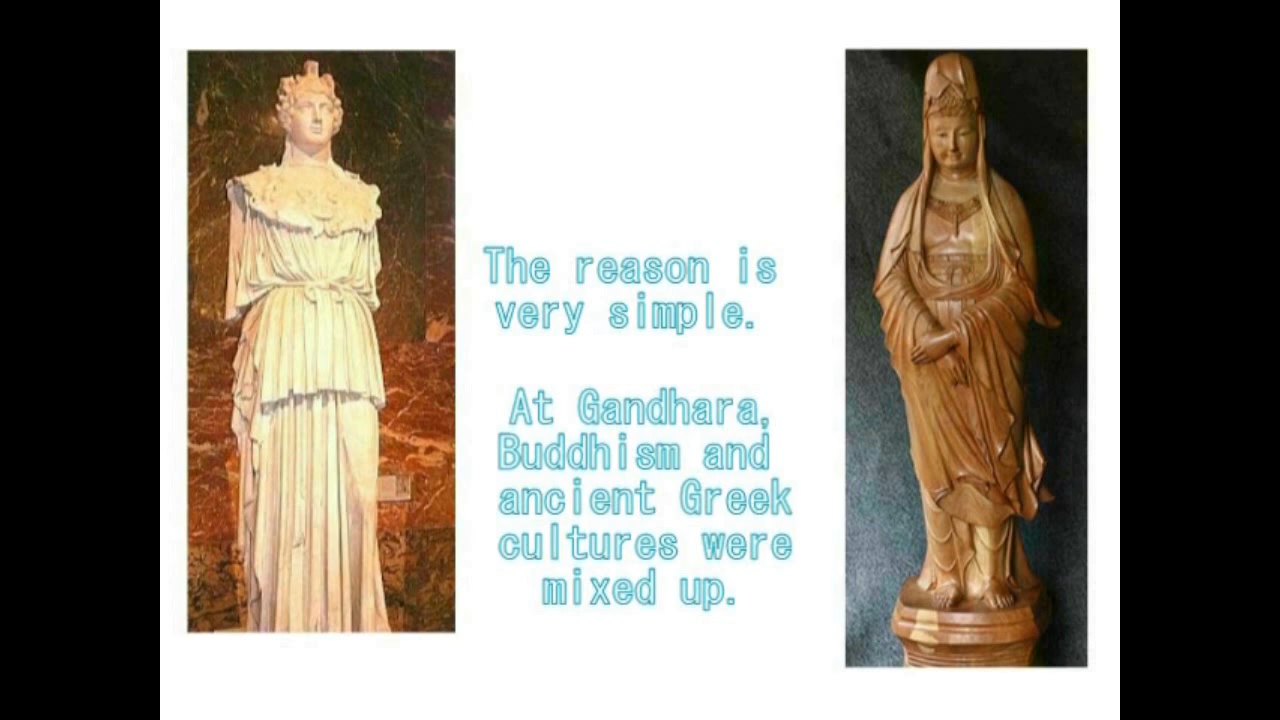 The reason is
very simple.
At Gandhara,
Buddhism and
ancient Greek
cultures were
mixed up.